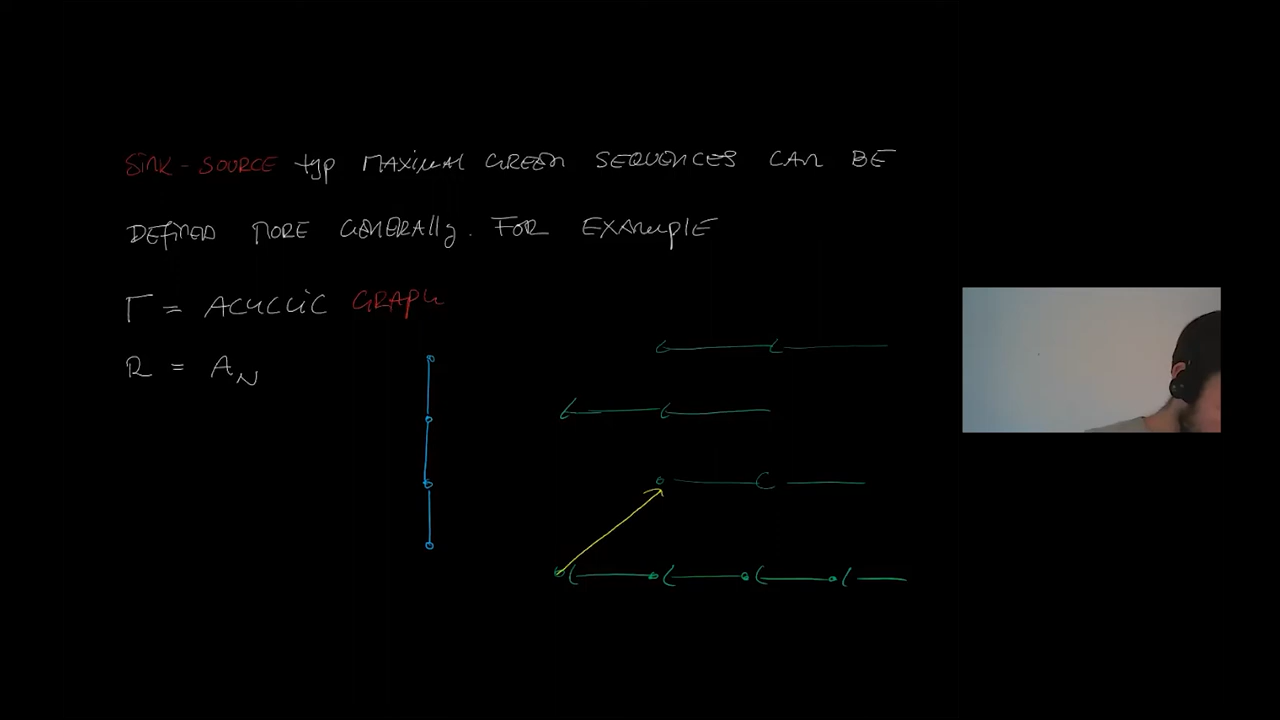 SINK-SOURCE typ MAXIMAL GREEN SEQUENCES CAN BE
DEFINED MORE GENERALLY. FOR EXAMPLE
Γ = ACYCLIC GRAPH
R = A_N